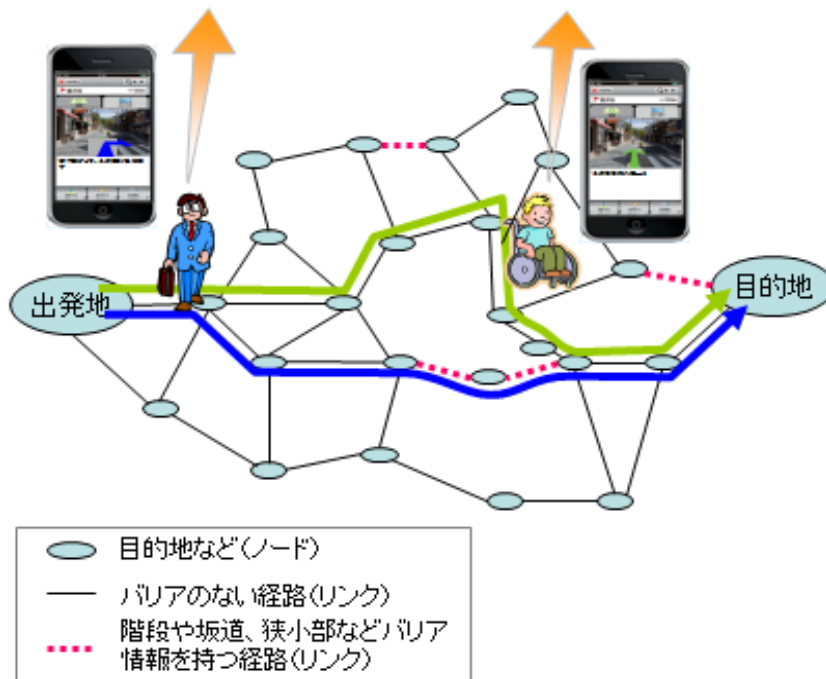 出発地
目的地
目的地など(ノード)
バリアのない経路(リンク)
階段や坂道、狭小部などバリア
情報を持つ経路(リンク)